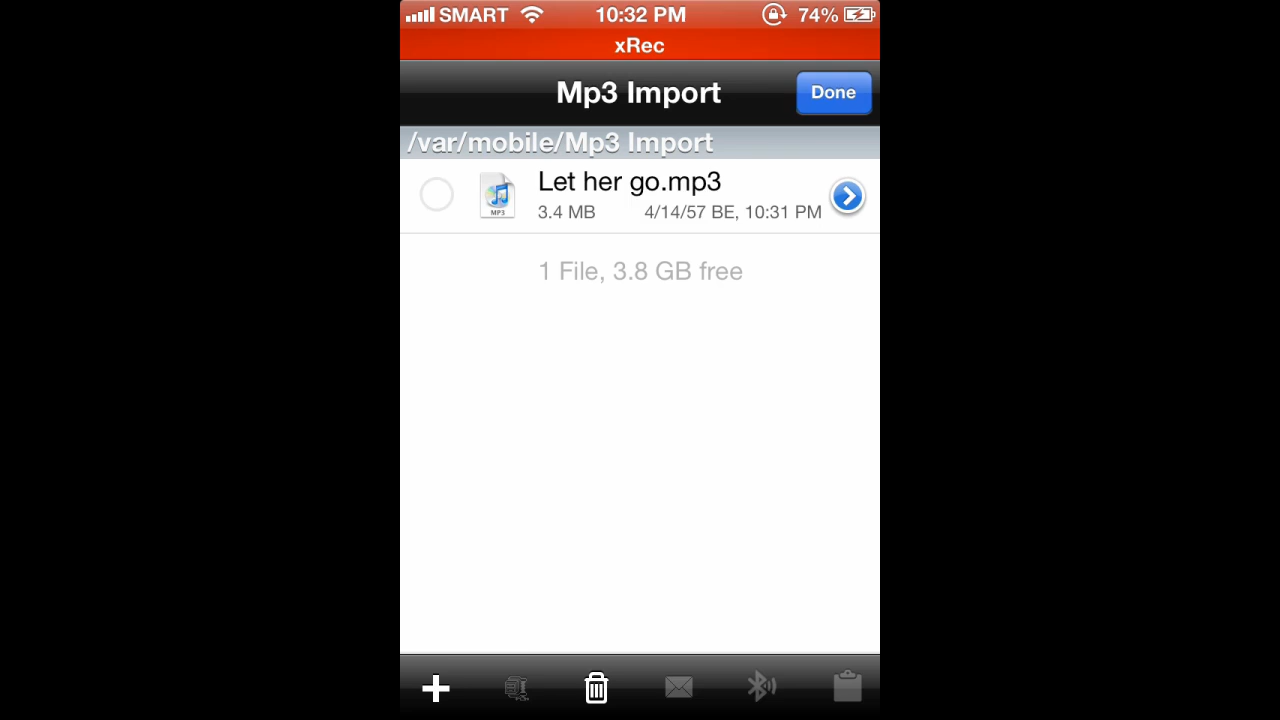 SMART 10:32 PM 74%
xRec
Mp3 Import Done
/var/mobile/Mp3 Import
Let her go.mp3
MP3 3.4 MB 4/14/57 BE, 10:31 PM
1 File, 3.8 GB free